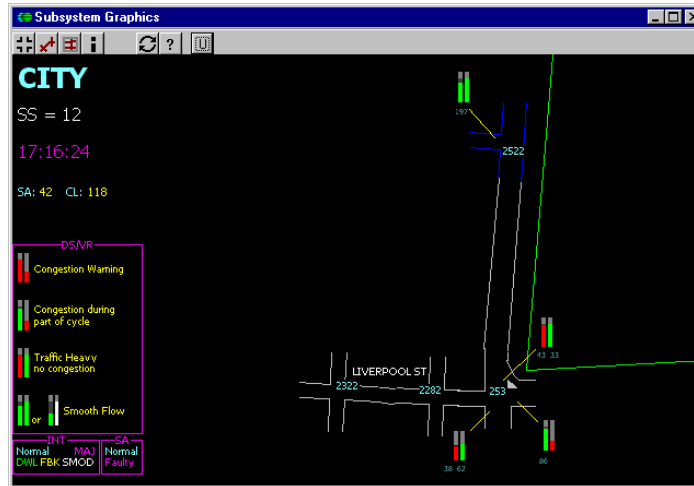 Subsystem Graphics
i ? U
CITY
SS = 12
17:16:24
SA: 42 CL: 118
DS/VR
Congestion Warning
Congestion during
part of cycle
Traffic Heavy
no congestion
or Smooth Flow
INT
Normal MAJ
DWL FBK SMOD
SA
Normal
Faulty
197
2522
43 33
LIVERPOOL ST
2322
2282
253
38 62
86